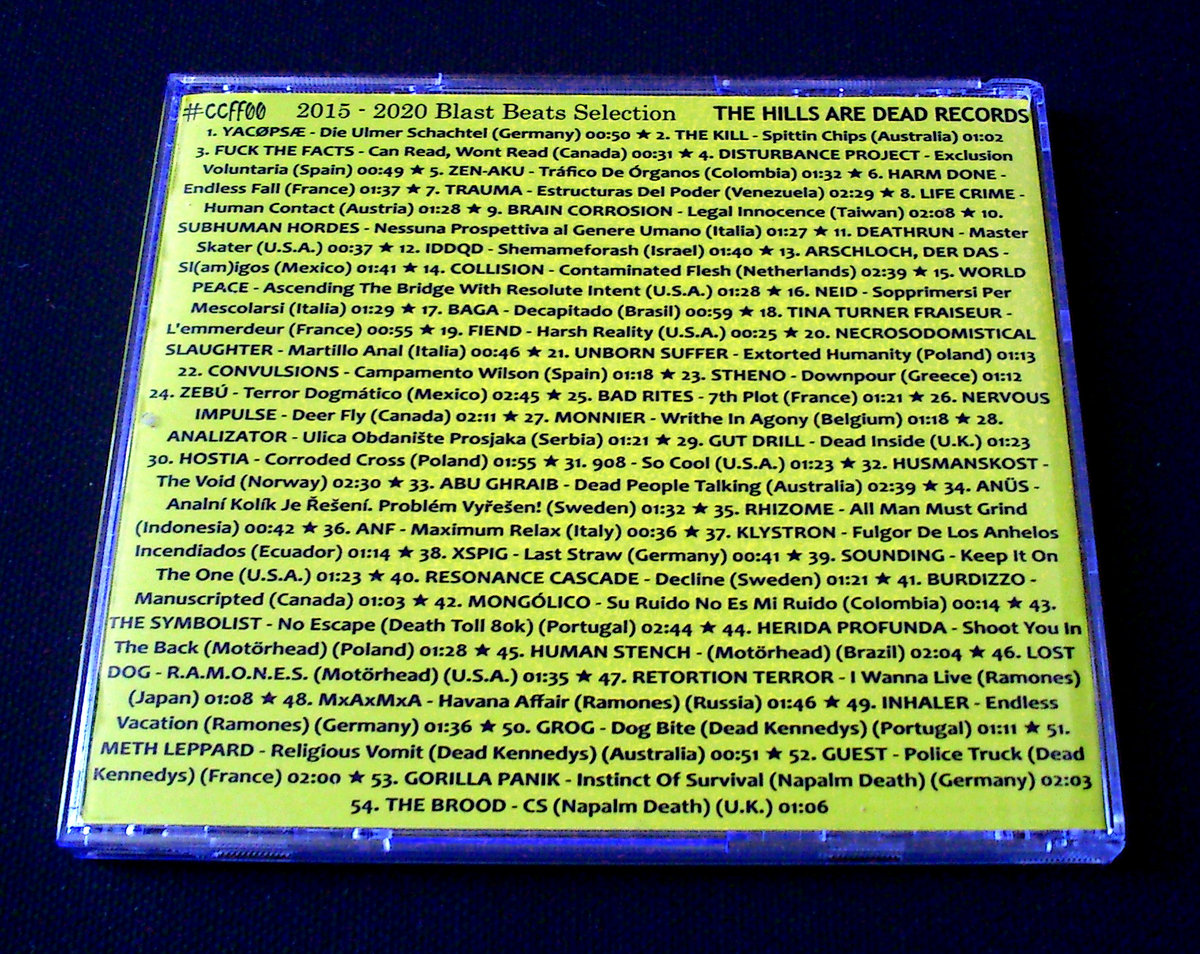 #ccff00 2015 - 2020 Blast Beats Selection THE HILLS ARE DEAD RECORDS
1. YACØPSÆ - Die Ulmer Schachtel (Germany) 00:50 ★ 2. THE KILL - Spittin Chips (Australia) 01:02
3. FUCK THE FACTS - Can Read, Wont Read (Canada) 00:31 ★ 4. DISTURBANCE PROJECT - Exclusion
Voluntaria (Spain) 00:49 ★ 5. ZEN-AKU - Tráfico De Órganos (Colombia) 01:32 ★ 6. HARM DONE -
Endless Fall (France) 01:37 ★ 7. TRAUMA - Estructuras Del Poder (Venezuela) 02:29 ★ 8. LIFE CRIME -
Human Contact (Austria) 01:28 ★ 9. BRAIN CORROSION - Legal Innocence (Taiwan) 02:08 ★ 10.
SUBHUMAN HORDES - Nessuna Prospettiva al Genere Umano (Italia) 01:27 ★ 11. DEATHRUN - Master
Skater (U.S.A.) 00:37 ★ 12. IDDQD - Shemameforash (Israel) 01:40 ★ 13. ARSCHLOCH, DER DAS -
Sl(am)igos (Mexico) 01:41 ★ 14. COLLISION - Contaminated Flesh (Netherlands) 02:39 ★ 15. WORLD
PEACE - Ascending The Bridge With Resolute Intent (U.S.A.) 01:28 ★ 16. NEID - Sopprimersi Per
Mescolarsi (Italia) 01:29 ★ 17. BAGA - Decapitado (Brasil) 00:59 ★ 18. TINA TURNER FRAISEUR -
L'emmerdeur (France) 00:55 ★ 19. FIEND - Harsh Reality (U.S.A.) 00:25 ★ 20. NECROSODOMISTICAL
SLAUGHTER - Martillo Anal (Italia) 00:46 ★ 21. UNBORN SUFFER - Extorted Humanity (Poland) 01:13
22. CONVULSIONS - Campamento Wilson (Spain) 01:18 ★ 23. STHENO - Downpour (Greece) 01:12
24. ZEBÚ - Terror Dogmático (Mexico) 02:45 ★ 25. BAD RITES - 7th Plot (France) 01:21 ★ 26. NERVOUS
IMPULSE - Deer Fly (Canada) 02:11 ★ 27. MONNIER - Writhe In Agony (Belgium) 01:18 ★ 28.
ANALIZATOR - Ulica Obdanište Prosjaka (Serbia) 01:21 ★ 29. GUT DRILL - Dead Inside (U.K.) 01:23
30. HOSTIA - Corroded Cross (Poland) 01:55 ★ 31. 908 - So Cool (U.S.A.) 01:23 ★ 32. HUSMANSKOST -
The Void (Norway) 02:30 ★ 33. ABU GHRAIB - Dead People Talking (Australia) 02:39 ★ 34. ANÜS -
Analní Kolík Je Řešení. Problém Vyřešen! (Sweden) 01:32 ★ 35. RHIZOME - All Man Must Grind
(Indonesia) 00:42 ★ 36. ANF - Maximum Relax (Italy) 00:36 ★ 37. KLYSTRON - Fulgor De Los Anhelos
Incendiados (Ecuador) 01:14 ★ 38. XSPIG - Last Straw (Germany) 00:41 ★ 39. SOUNDING - Keep It On
The One (U.S.A.) 01:23 ★ 40. RESONANCE CASCADE - Decline (Sweden) 01:21 ★ 41. BURDIZZO -
Manuscripted (Canada) 01:03 ★ 42. MONGÓLICO - Su Ruido No Es Mi Ruido (Colombia) 00:14 ★ 43.
THE SYMBOLIST - No Escape (Death Toll 80k) (Portugal) 02:44 ★ 44. HERIDA PROFUNDA - Shoot You In
The Back (Motörhead) (Poland) 01:28 ★ 45. HUMAN STENCH - (Motörhead) (Brazil) 02:04 ★ 46. LOST
DOG - R.A.M.O.N.E.S. (Motörhead) (U.S.A.) 01:35 ★ 47. RETORTION TERROR - I Wanna Live (Ramones)
(Japan) 01:08 ★ 48. MxAxMxA - Havana Affair (Ramones) (Russia) 01:46 ★ 49. INHALER - Endless
Vacation (Ramones) (Germany) 01:36 ★ 50. GROG - Dog Bite (Dead Kennedys) (Portugal) 01:11 ★ 51.
METH LEPPARD - Religious Vomit (Dead Kennedys) (Australia) 00:51 ★ 52. GUEST - Police Truck (Dead
Kennedys) (France) 02:00 ★ 53. GORILLA PANIK - Instinct Of Survival (Napalm Death) (Germany) 02:03
54. THE BROOD - CS (Napalm Death) (U.K.) 01:06